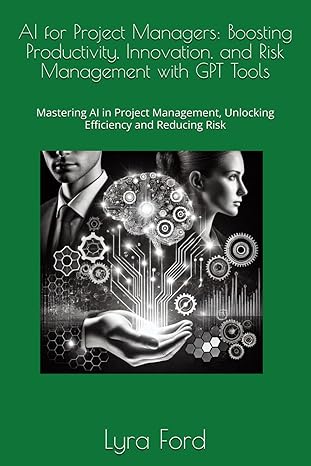 AI for Project Managers: Boosting
Productivity, Innovation, and Risk
Management with GPT Tools
Mastering AI in Project Management, Unlocking
Efficiency and Reducing Risk
Lyra Ford